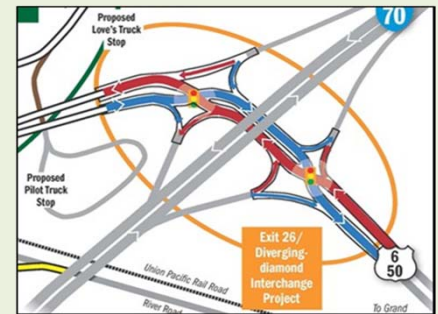 Proposed
Love's Truck
Stop
70
Proposed
Pilot Truck
Stop
Exit 26/
Diverging-
diamond
Interchange
Project
6
50
Union Pacific Rail Road
River Road
To Grand